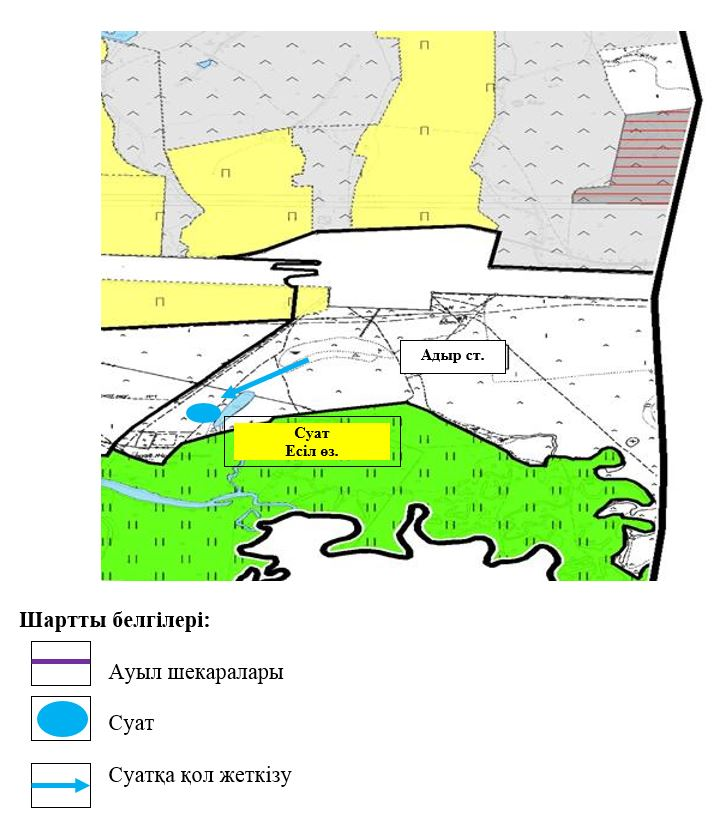 Адыр ст.
Суат
Есіл өз.
Шартты белгілері:
Ауыл шекаралары
Суат
Суатқа қол жеткізу